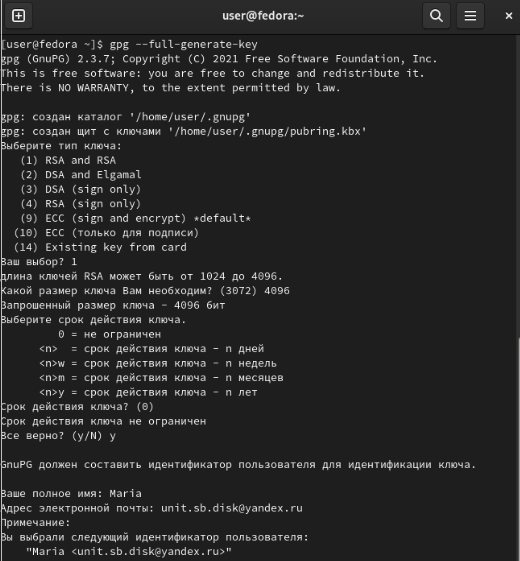 user@fedora:~
[user@fedora ~]$ gpg --full-generate-key
gpg (GnuPG) 2.3.7; Copyright (C) 2021 Free Software Foundation, Inc.
This is free software: you are free to change and redistribute it.
There is NO WARRANTY, to the extent permitted by law.
gpg: создан каталог '/home/user/.gnupg'
gpg: создан щит с ключами '/home/user/.gnupg/pubring.kbx'
Выберите тип ключа:
(1) RSA and RSA
(2) DSA and Elgamal
(3) DSA (sign only)
(4) RSA (sign only)
(9) ECC (sign and encrypt) *default*
(10) ECC (только для подписи)
(14) Existing key from card
Ваш выбор? 1
длина ключей RSA может быть от 1024 до 4096.
Какой размер ключа Вам необходим? (3072) 4096
Запрошенный размер ключа - 4096 бит
Выберите срок действия ключа.
0 = не ограничен
<n> = срок действия ключа - n дней
<n>w = срок действия ключа - n недель
<n>m = срок действия ключа - n месяцев
<n>y = срок действия ключа - n лет
Срок действия ключа? (0)
Срок действия ключа не ограничен
Все верно? (y/N) y
GnuPG должен составить идентификатор пользователя для идентификации ключа.
Ваше полное имя: Maria
Адрес электронной почты: unit.sb.disk@yandex.ru
Примечание:
Вы выбрали следующий идентификатор пользователя:
"Maria <unit.sb.disk@yandex.ru>"